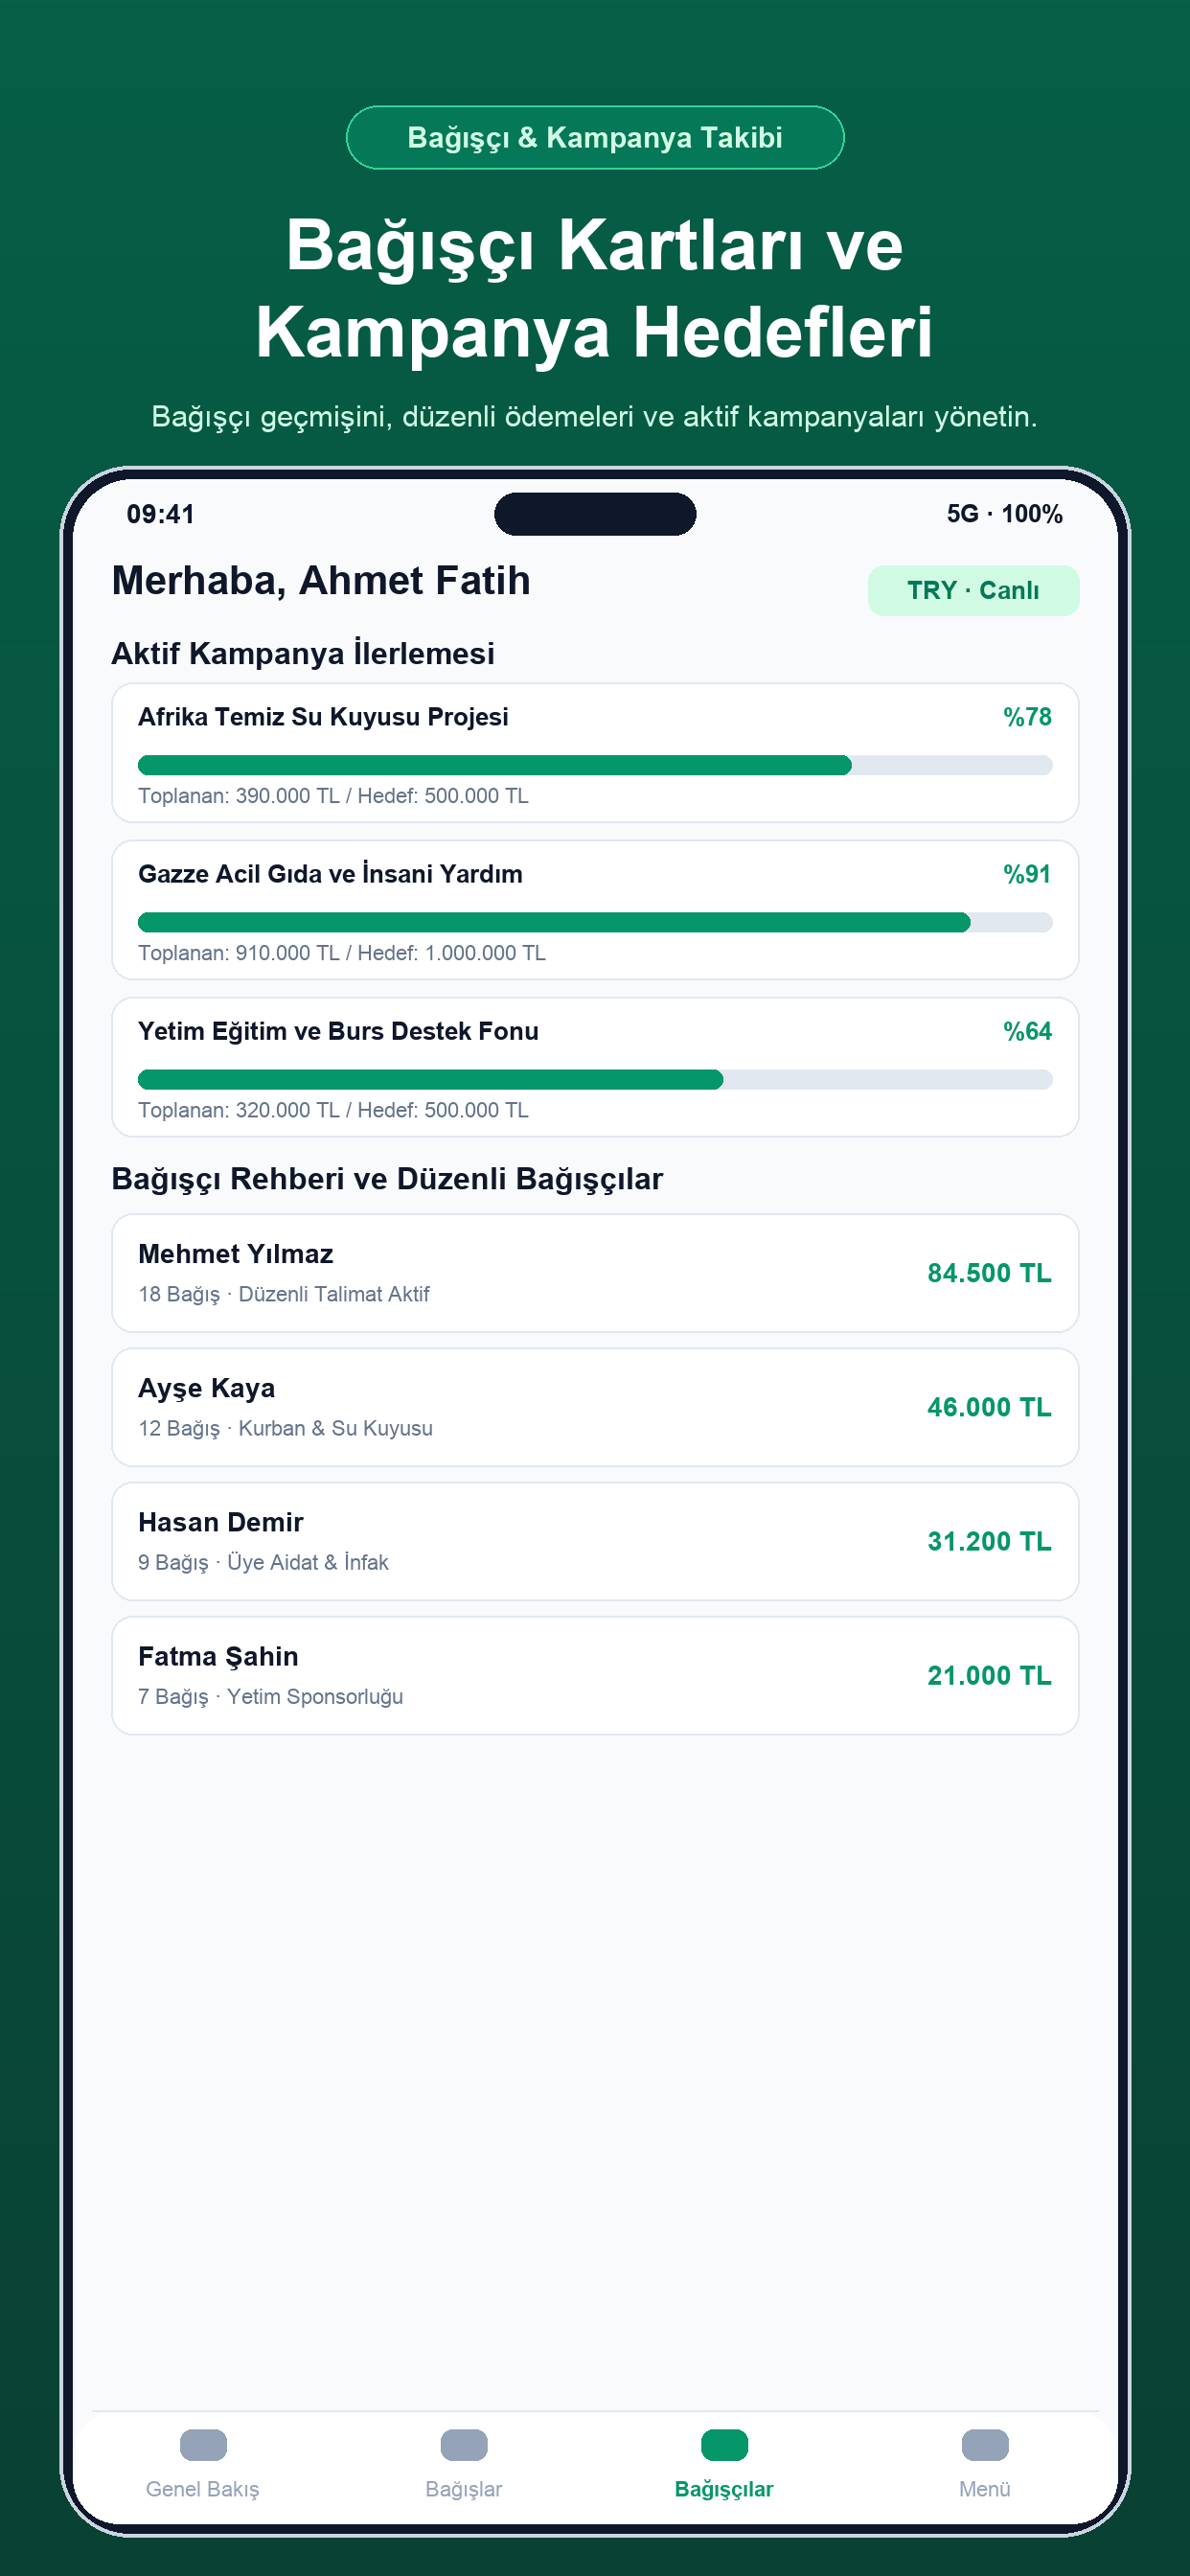 Bağışçı & Kampanya Takibi
Bağışçı Kartları ve
Kampanya Hedefleri
Bağışçı geçmişini, düzenli ödemeleri ve aktif kampanyaları yönetin.
09:41
5G · 100%
Merhaba, Ahmet Fatih
TRY · Canlı
Aktif Kampanya İlerlemesi
Afrika Temiz Su Kuyusu Projesi
%78
Toplanan: 390.000 TL / Hedef: 500.000 TL
Gazze Acil Gıda ve İnsani Yardım
%91
Toplanan: 910.000 TL / Hedef: 1.000.000 TL
Yetim Eğitim ve Burs Destek Fonu
%64
Toplanan: 320.000 TL / Hedef: 500.000 TL
Bağışçı Rehberi ve Düzenli Bağışçılar
Mehmet Yılmaz
18 Bağış · Düzenli Talimat Aktif
84.500 TL
Ayşe Kaya
12 Bağış · Kurban & Su Kuyusu
46.000 TL
Hasan Demir
9 Bağış · Üye Aidat & İnfak
31.200 TL
Fatma Şahin
7 Bağış · Yetim Sponsorluğu
21.000 TL
Genel Bakış
Bağışlar
Bağışçılar
Menü